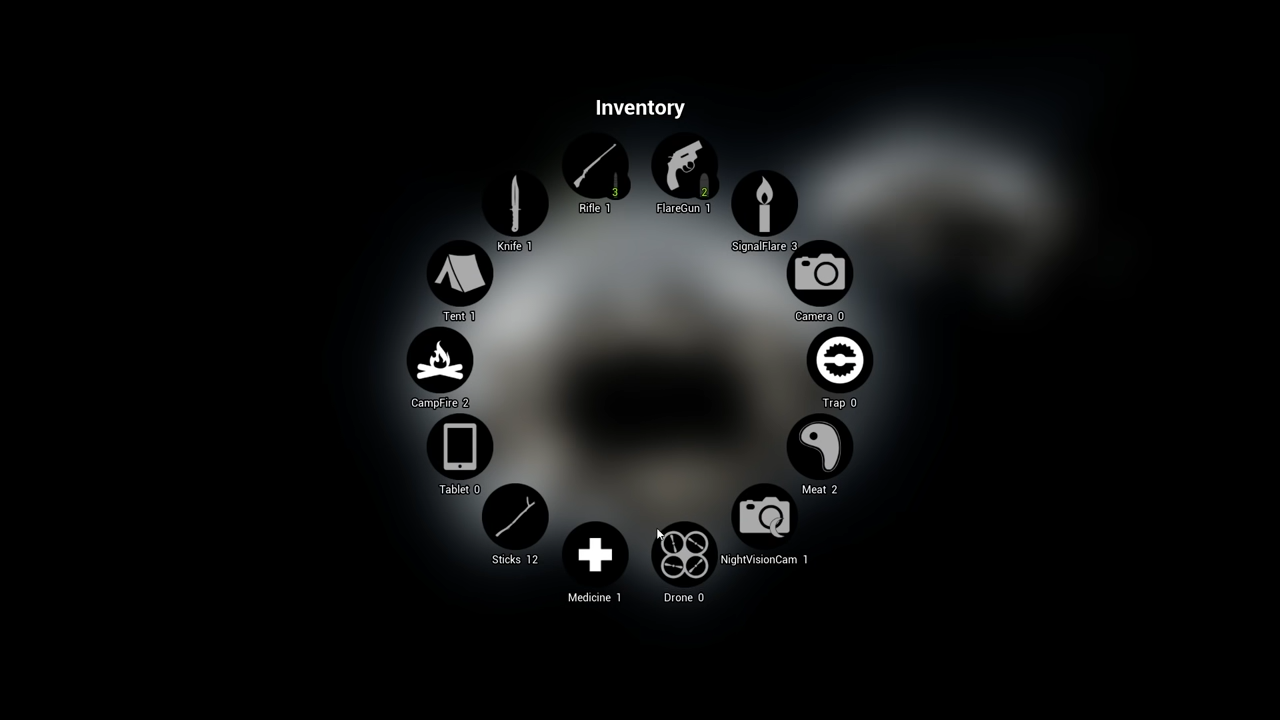 Inventory
3
2
Rifle 1
FlareGun 1
Knife 1
SignalFlare 3
Tent 1
Camera 0
CampFire 2
Trap 0
Tablet 0
Meat 2
Sticks 12
NightVisionCam 1
Medicine 1
Drone 0